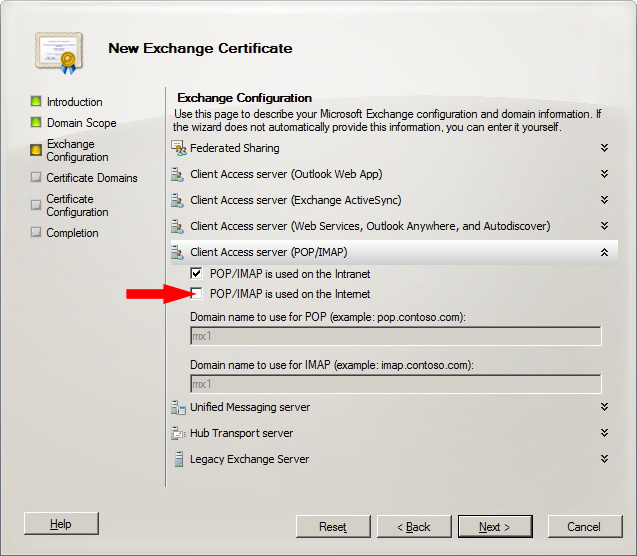 New Exchange Certificate
Introduction
Domain Scope
Exchange
Configuration
Certificate Domains
Certificate
Configuration
Completion
Exchange Configuration
Use this page to describe your Microsoft Exchange configuration and domain information. If
the wizard does not automatically provide this information, you can enter it yourself.
Federated Sharing
Client Access server (Outlook Web App)
Client Access server (Exchange ActiveSync)
Client Access server (Web Services, Outlook Anywhere, and Autodiscover)
Client Access server (POP/IMAP)
POP/IMAP is used on the Intranet
POP/IMAP is used on the Internet
Domain name to use for POP (example: pop.contoso.com):
mx1
Domain name to use for IMAP (example: imap.contoso.com):
mx1
Unified Messaging server
Hub Transport server
Legacy Exchange Server
Help
Reset
< Back
Next >
Cancel